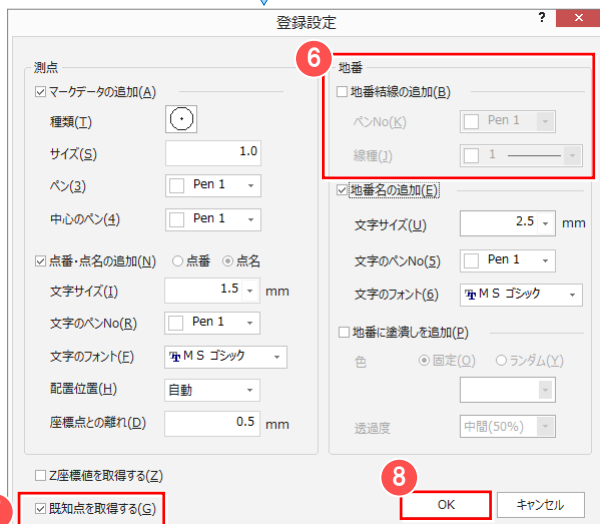 登録設定 ? ×
6
測点
マークデータの追加(A)
種類(T)
サイズ(S) 1.0
ペン(3) Pen 1
中心のペン(4) Pen 1
点番・点名の追加(N) 点番 点名
文字サイズ(I) 1.5 mm
文字のペンNo(R) Pen 1
文字のフォント(F) MS ゴシック
配置位置(H) 自動
座標点との離れ(D) 0.5 mm
Z座標値を取得する(Z)
既知点を取得する(G)
地番
地番結線の追加(B)
ペンNo(K) Pen 1
線種(J) 1
地番名の追加(E)
文字サイズ(U) 2.5 mm
文字のペンNo(5) Pen 1
文字のフォント(6) MS ゴシック
地番に塗潰しを追加(P)
色 固定(O) ランダム(Y)
透過度 中間(50%)
8
OK キャンセル